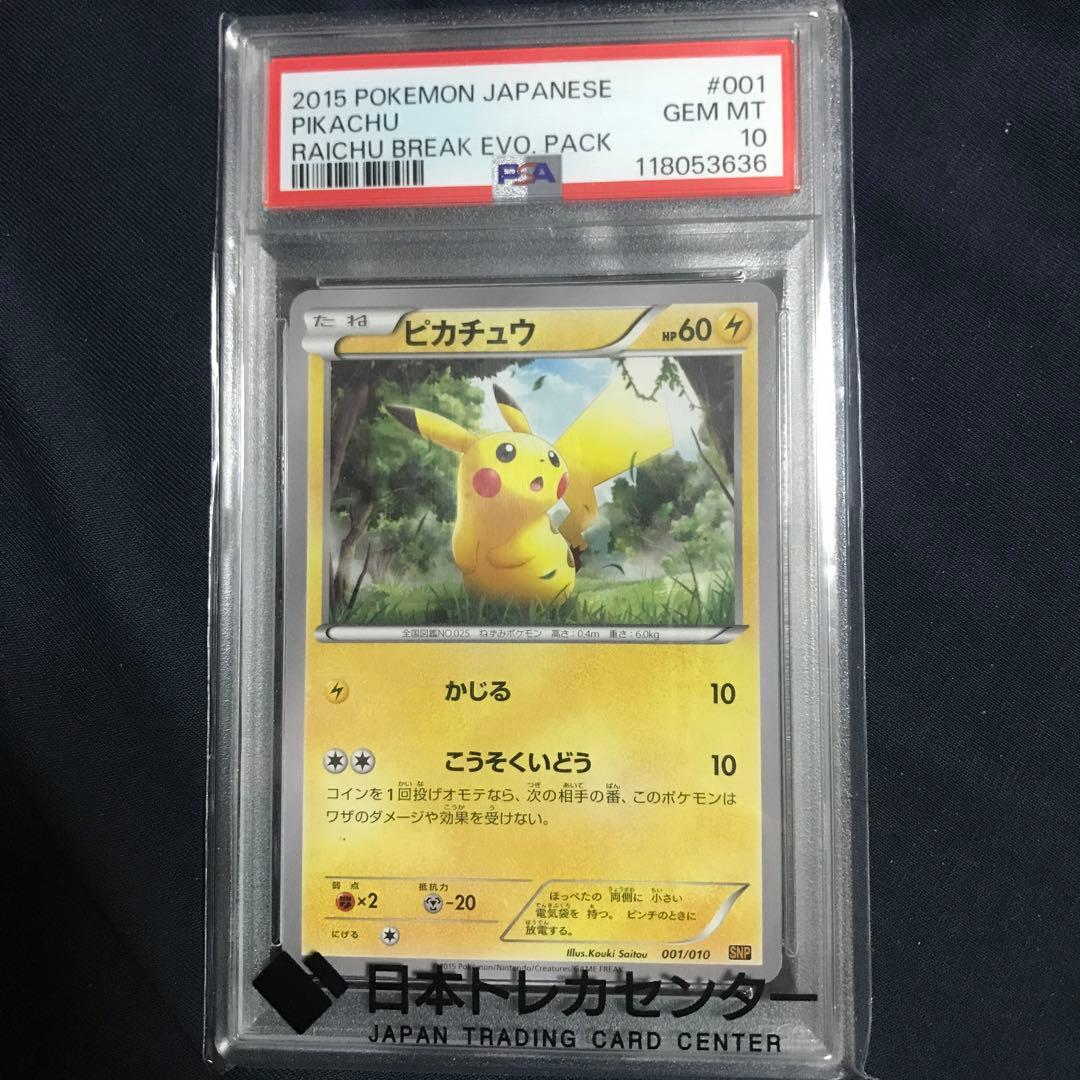 2015 POKEMON JAPANESE #001
PIKACHU GEM MT
RAICHU BREAK EVO. PACK 10
PSA 118053636
たね ピカチュウ HP60
全国図鑑NO.025 ねずみポケモン 高さ:0.4m 重さ:6.0kg
かじる 10
こうそくいどう 10
コインを1回投げオモテなら、次の相手の番、このポケモンは
ワザのダメージや効果を受けない。
弱点 ×2 抵抗力 -20
にげる
ほっぺたの 両側に 小さい
電気袋を 持つ。 ピンチのときに
放電する。
Illus.Kouki Saitou 001/010 SNP
©2015 Pokémon/Nintendo/Creatures/GAME FREAK
日本トレカセンター
JAPAN TRADING CARD CENTER